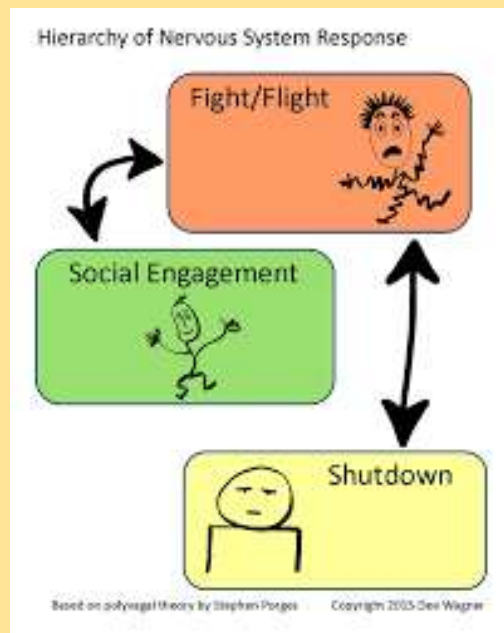 Hierarchy of Nervous System Response
Fight/Flight
Social Engagement
Shutdown
Based on polyvagal theory by Stephen Porges Copyright 2015 Dee Wagner